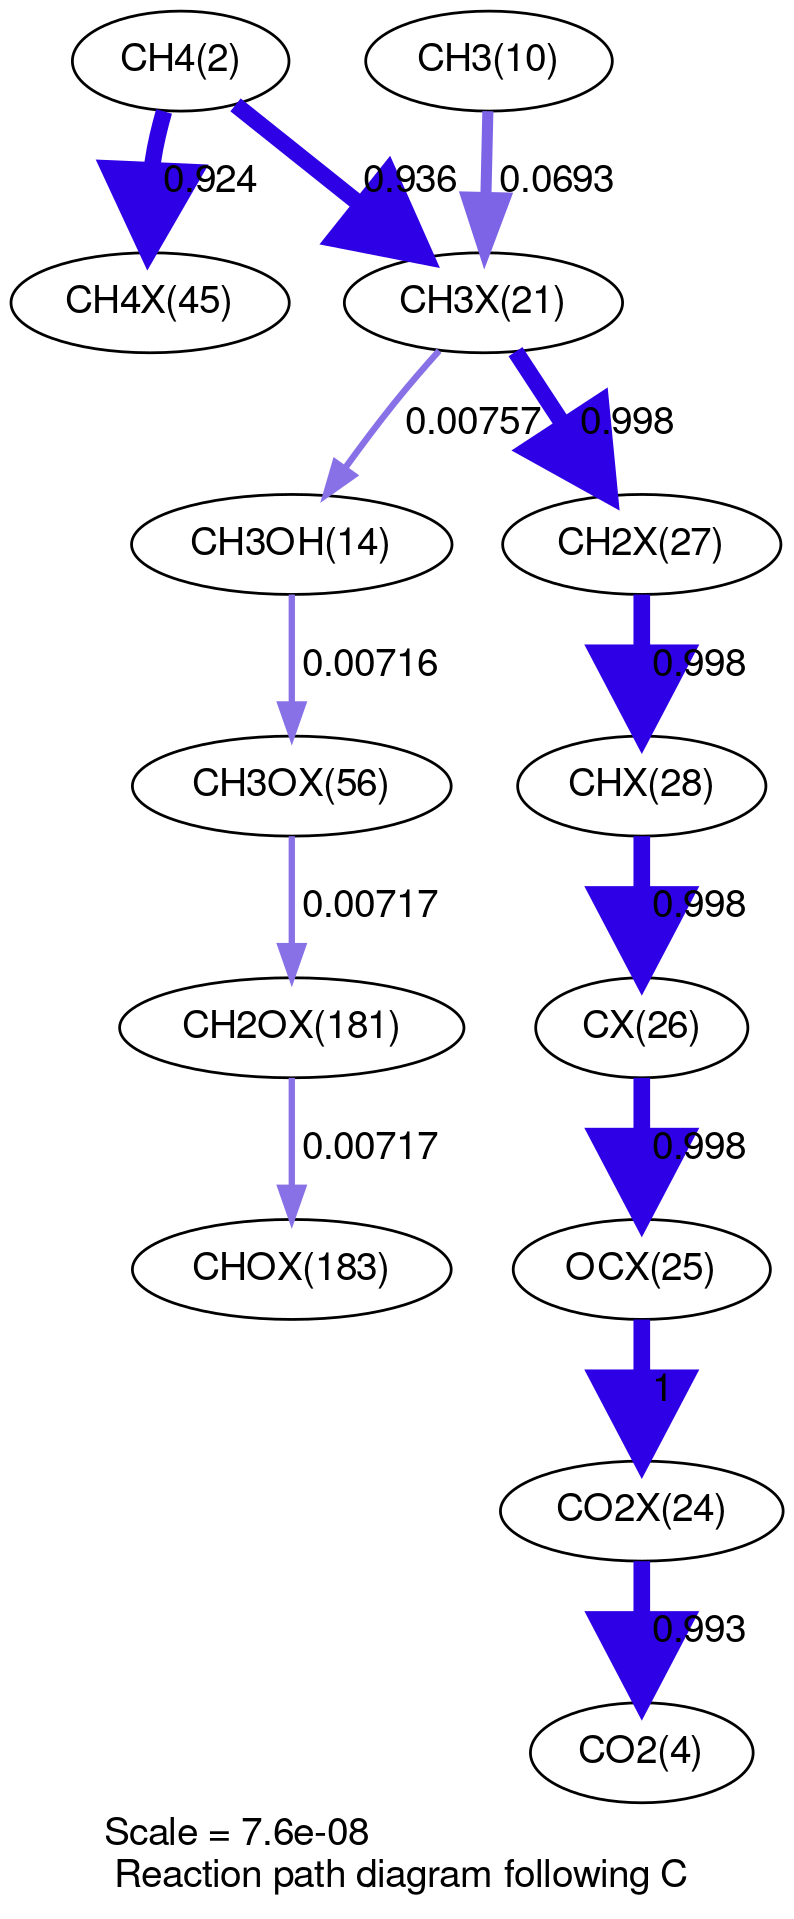 CH4(2)
CH3(10)
0.924
0.936
0.0693
CH4X(45)
CH3X(21)
0.00757
0.998
CH3OH(14)
CH2X(27)
0.00716
0.998
CH3OX(56)
CHX(28)
0.00717
0.998
CH2OX(181)
CX(26)
0.00717
0.998
CHOX(183)
OCX(25)
1
CO2X(24)
0.993
CO2(4)
Scale = 7.6e-08
Reaction path diagram following C